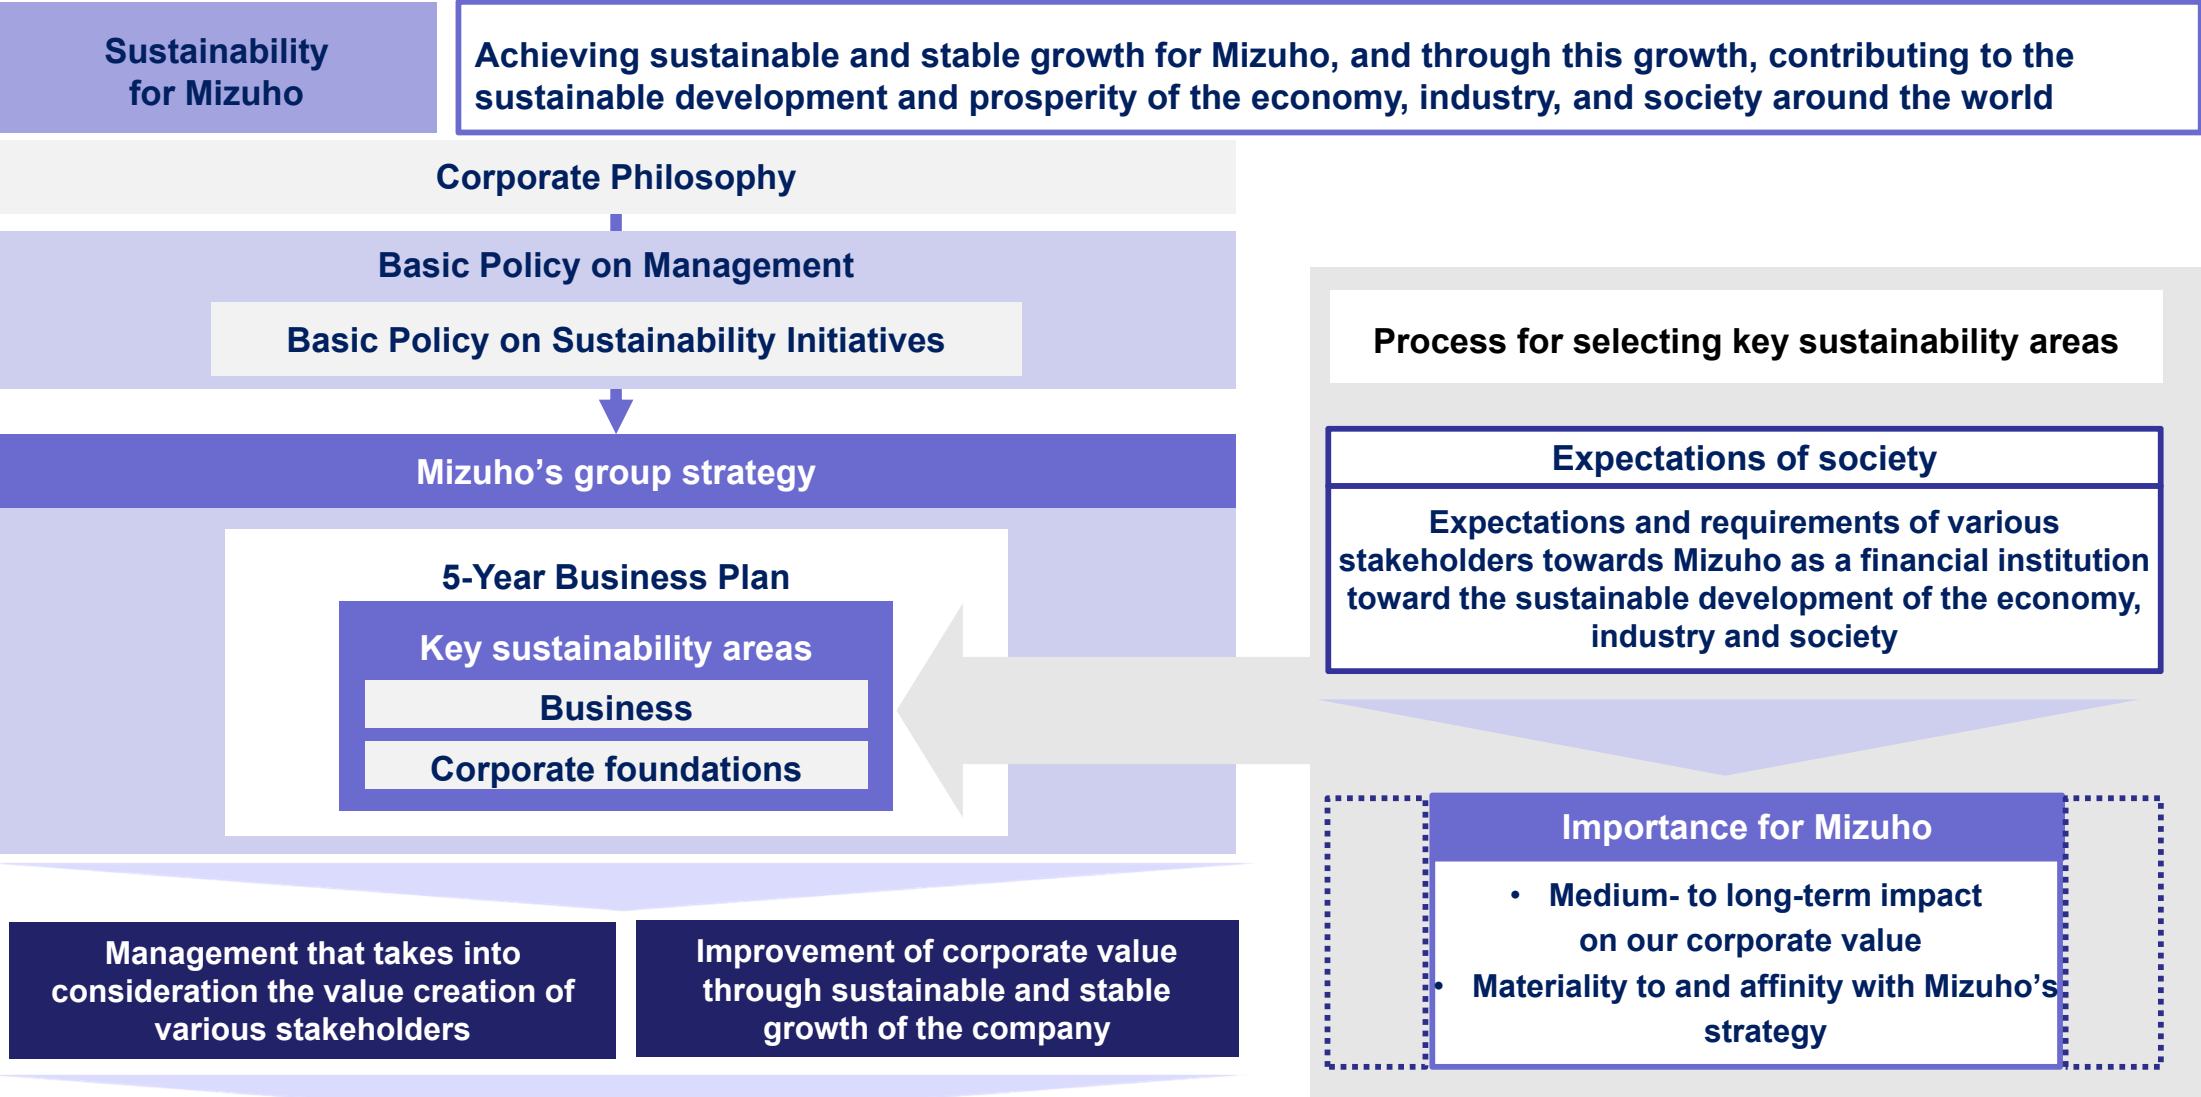 Sustainability
for Mizuho
Achieving sustainable and stable growth for Mizuho, and through this growth, contributing to the
sustainable development and prosperity of the economy, industry, and society around the world
Corporate Philosophy
Basic Policy on Management
Basic Policy on Sustainability Initiatives
Mizuho’s group strategy
5-Year Business Plan
Key sustainability areas
Business
Corporate foundations
Management that takes into
consideration the value creation of
various stakeholders
Improvement of corporate value
through sustainable and stable
growth of the company
Process for selecting key sustainability areas
Expectations of society
Expectations and requirements of various
stakeholders towards Mizuho as a financial institution
toward the sustainable development of the economy,
industry and society
Importance for Mizuho
• Medium- to long-term impact
on our corporate value
• Materiality to and affinity with Mizuho’s
strategy